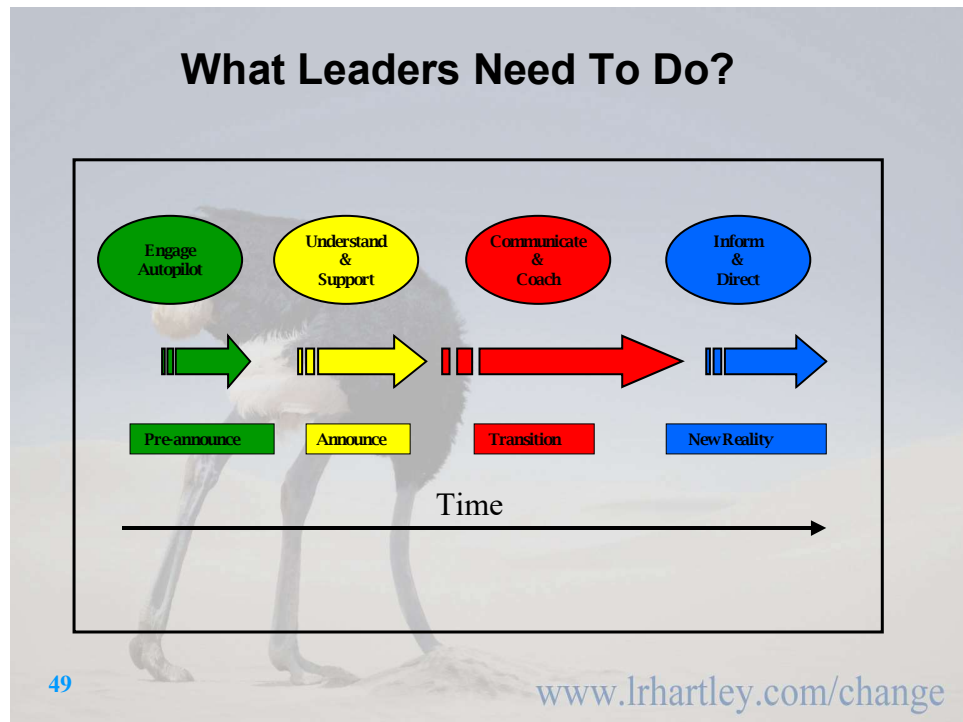 What Leaders Need To Do?
Engage
Autopilot
Understand
&
Support
Communicate
&
Coach
Inform
&
Direct
Pre-announce
Announce
Transition
New Reality
Time
49
www.lrhartley.com/change